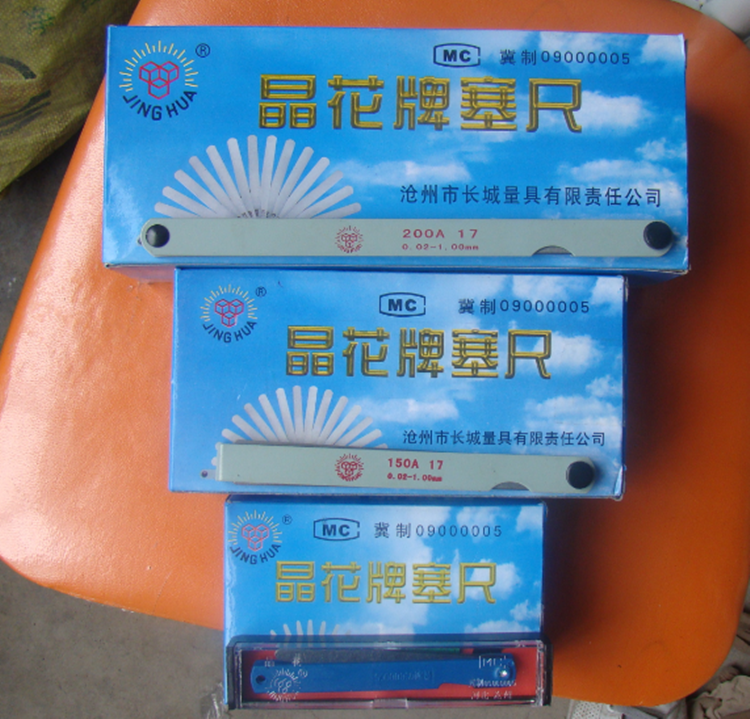 JING HUA ®
MC 冀制09000005
晶花牌塞尺
沧州市长城量具有限责任公司
200A 17
0.02-1.00mm
JING HUA ®
MC 冀制09000005
晶花牌塞尺
沧州市长城量具有限责任公司
150A 17
0.02-1.00mm
JING HUA ®
MC 冀制09000005
晶花牌塞尺
MC